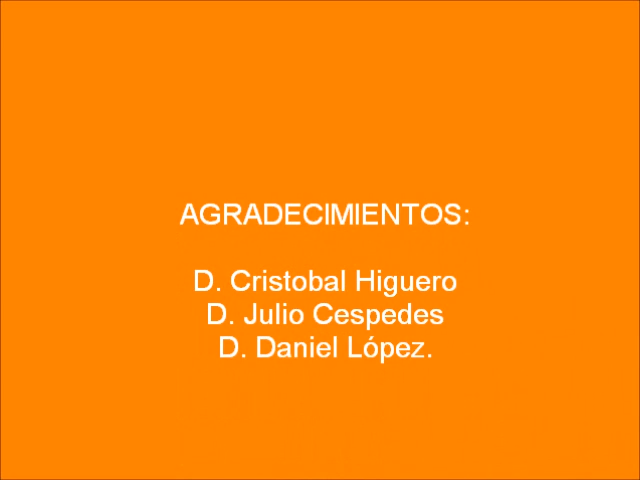 AGRADECIMIENTOS:
D. Cristobal Higuero
D. Julio Cespedes
D. Daniel López.